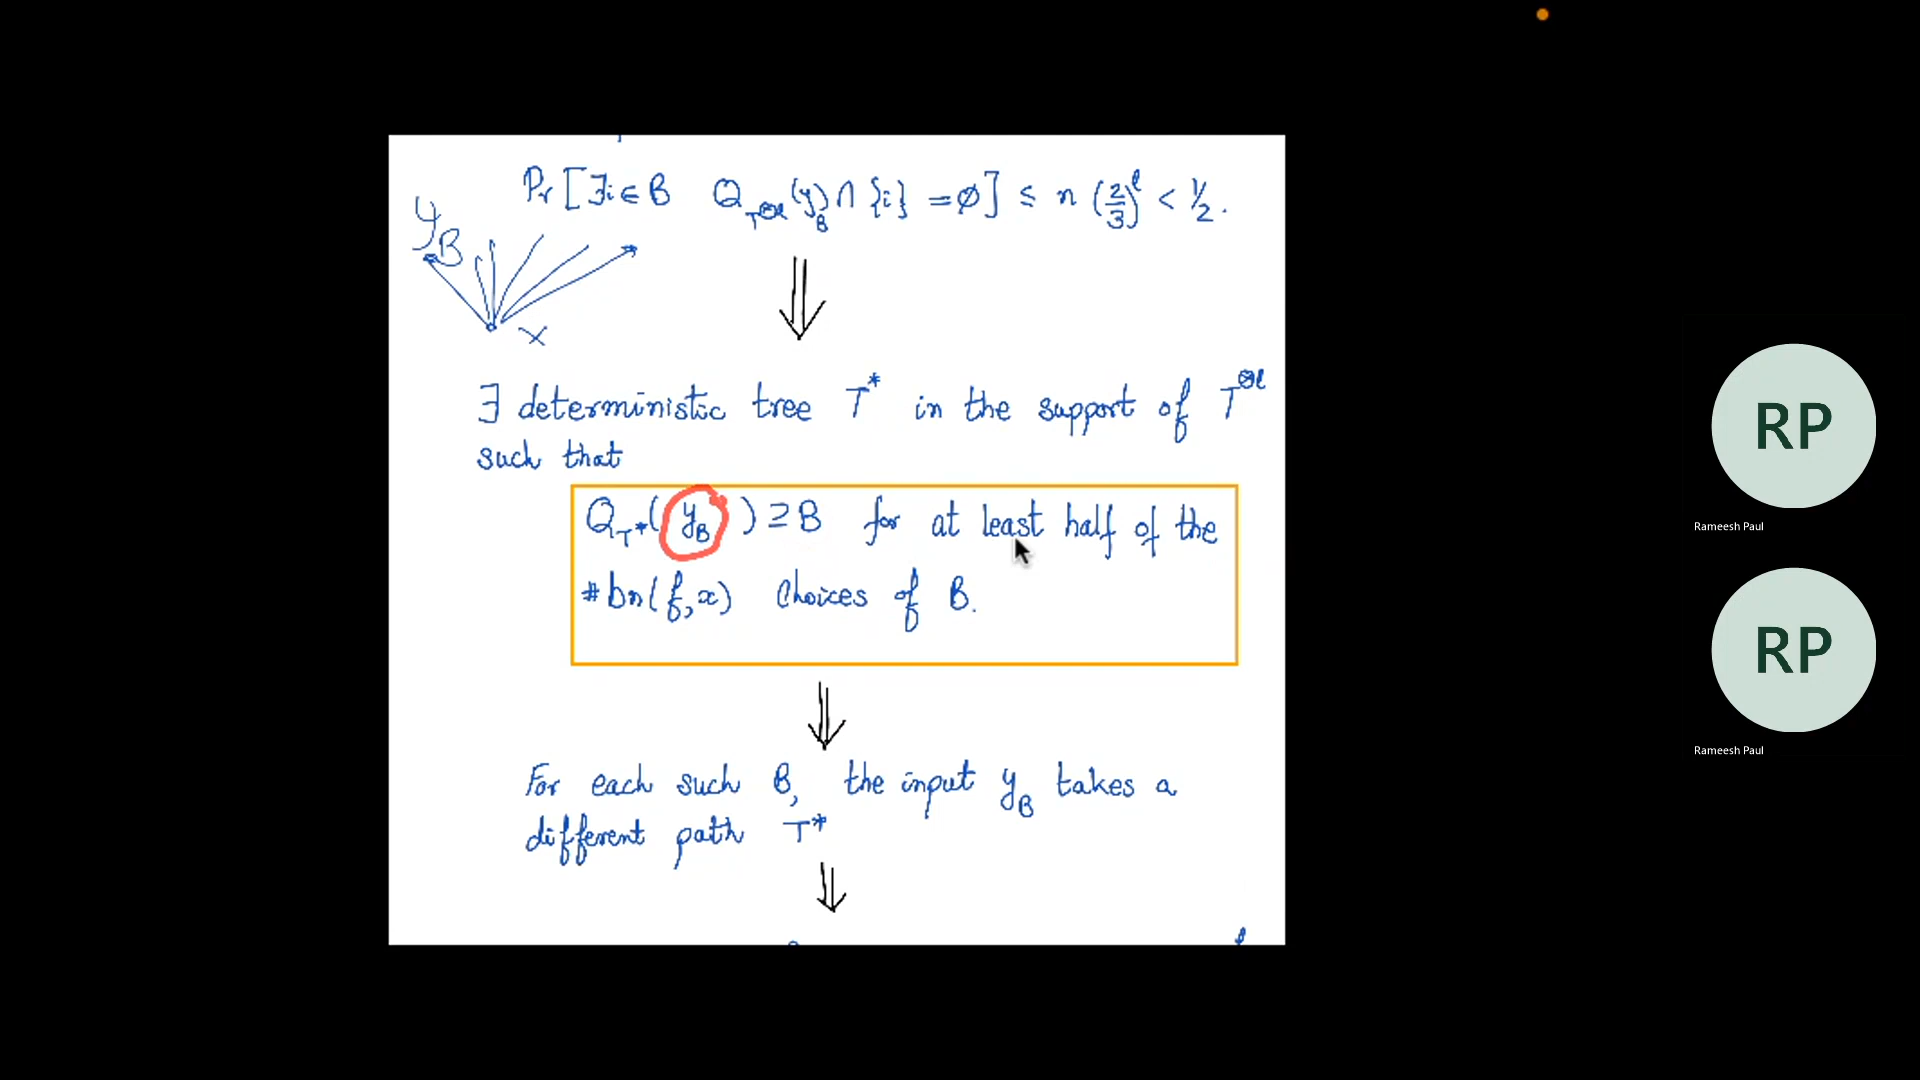 Pr [∃i ∈ B Q_{T^{⊗l}}(y_B) ∩ {i} = ∅] ≤ n (2/3)^l < 1/2.
y_B
x
∃ deterministic tree T* in the support of T^{⊗l}
such that
Q_{T*}(y_B) ⊇ B for at least half of the
#bn(f,x) choices of B.
For each such B, the input y_B takes a
different path T*
RP
Rameesh Paul
RP
Rameesh Paul